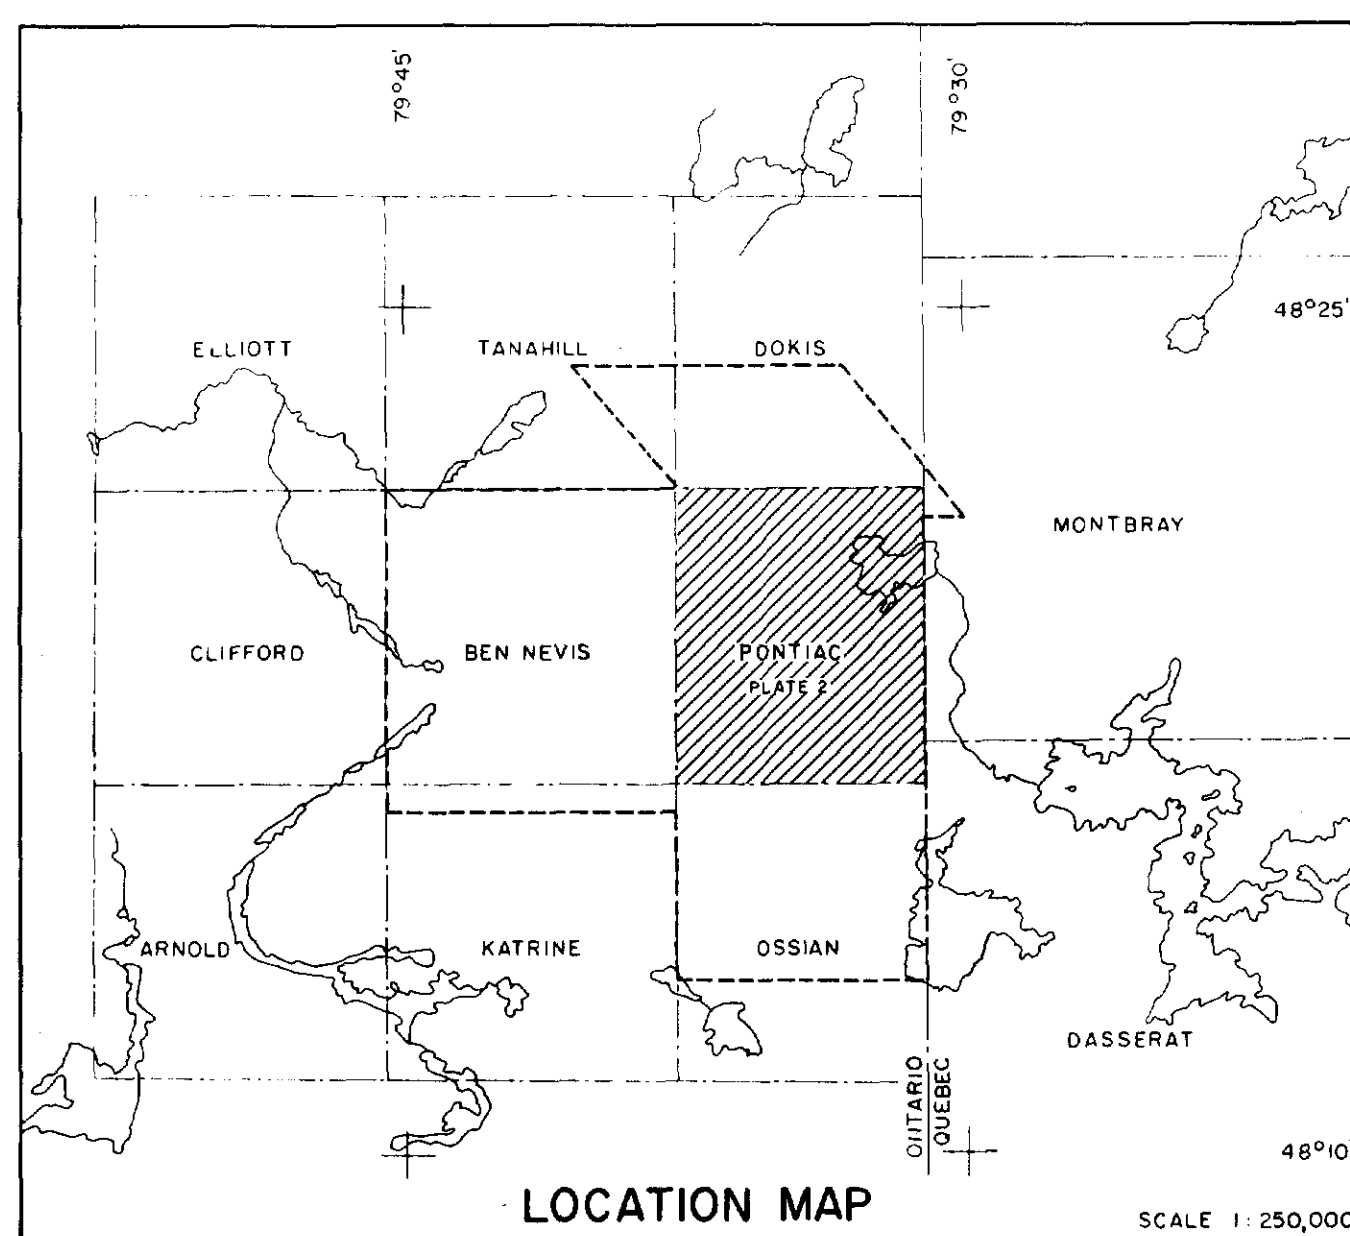 79°45'
79°30'
48°25'
ELLIOTT
TANAHILL
DOKIS
MONTBRAY
CLIFFORD
BEN NEVIS
PONTIAC
PLATE 2
ARNOLD
KATRINE
OSSIAN
DASSERAT
ONTARIO
QUEBEC
48°10'
LOCATION MAP
SCALE 1:250,000